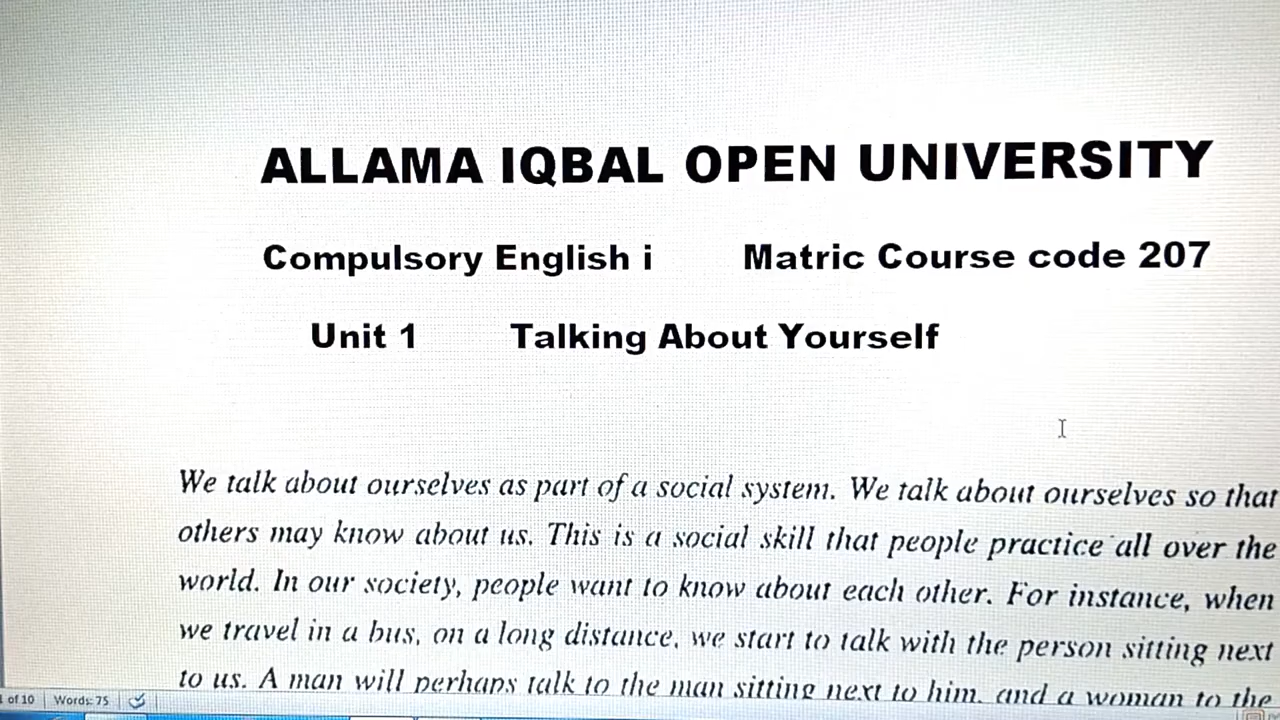 ALLAMA IQBAL OPEN UNIVERSITY
Compulsory English i Matric Course code 207
Unit 1 Talking About Yourself
We talk about ourselves as part of a social system. We talk about ourselves so that
others may know about us. This is a social skill that people practice all over the
world. In our society, people want to know about each other. For instance, when
we travel in a bus, on a long distance, we start to talk with the person sitting next
to us. A man will perhaps talk to the man sitting next to him, and a woman to the
1 of 10 Words: 75